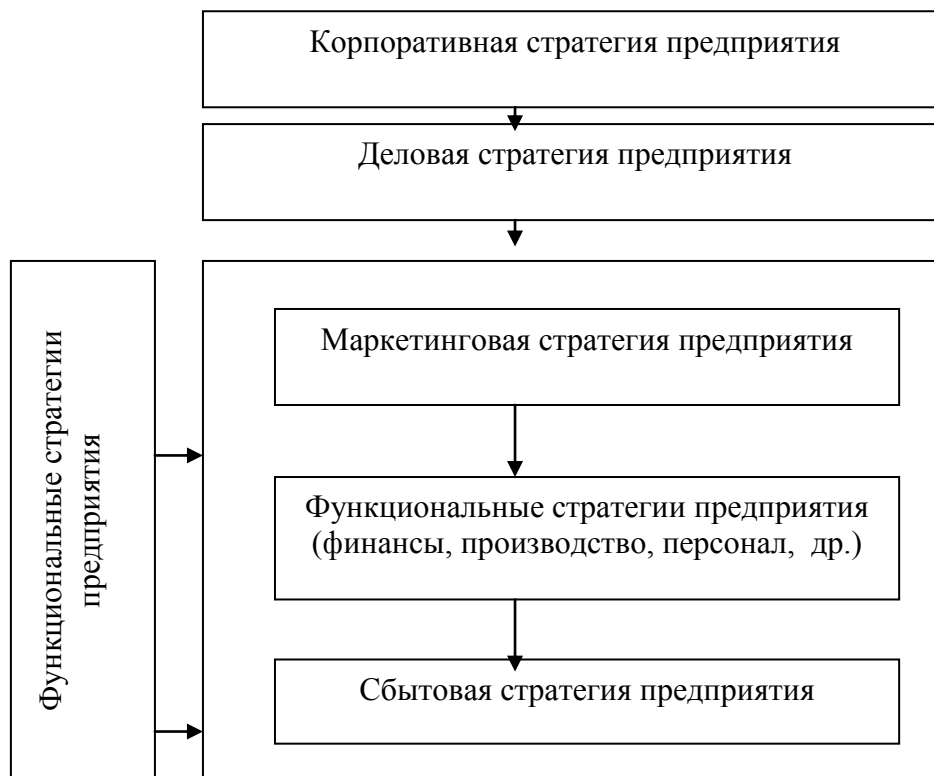 Корпоративная стратегия предприятия
Деловая стратегия предприятия
Функциональные стратегии
предприятия
Маркетинговая стратегия предприятия
Функциональные стратегии предприятия
(финансы, производство, персонал, др.)
Сбытовая стратегия предприятия